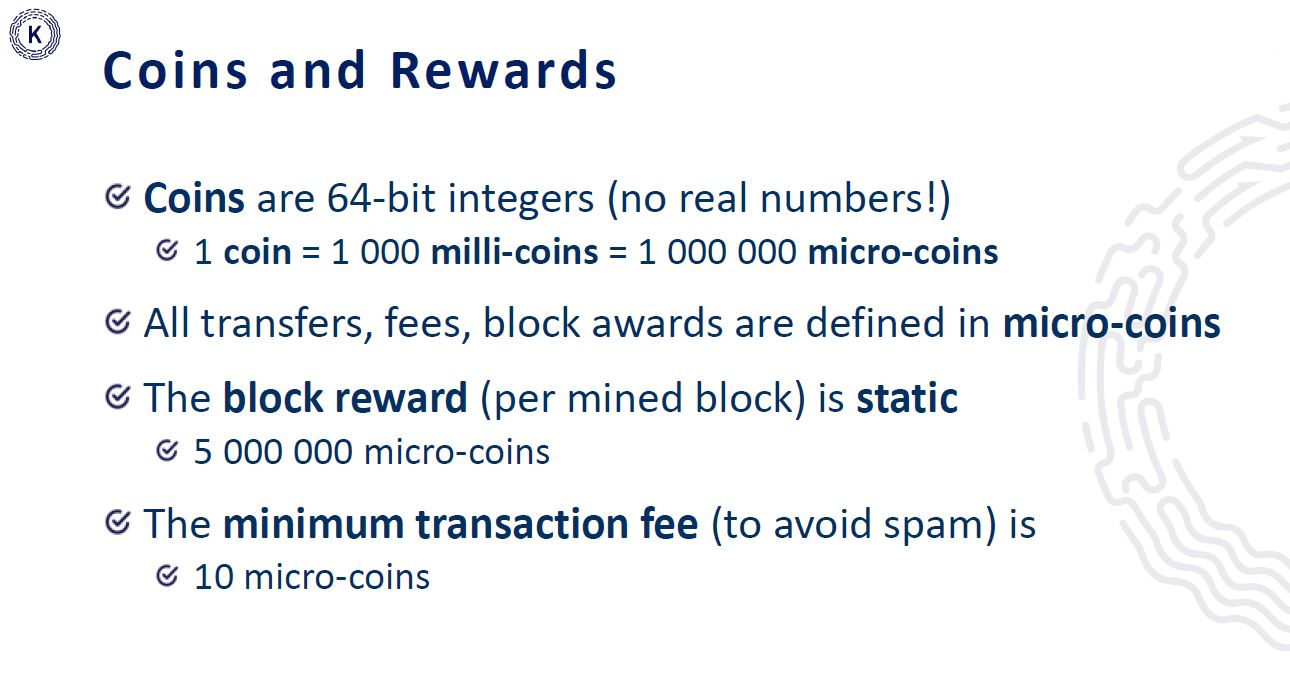 K
Coins and Rewards
Coins are 64-bit integers (no real numbers!)
1 coin = 1 000 milli-coins = 1 000 000 micro-coins
All transfers, fees, block awards are defined in micro-coins
The block reward (per mined block) is static
5 000 000 micro-coins
The minimum transaction fee (to avoid spam) is
10 micro-coins